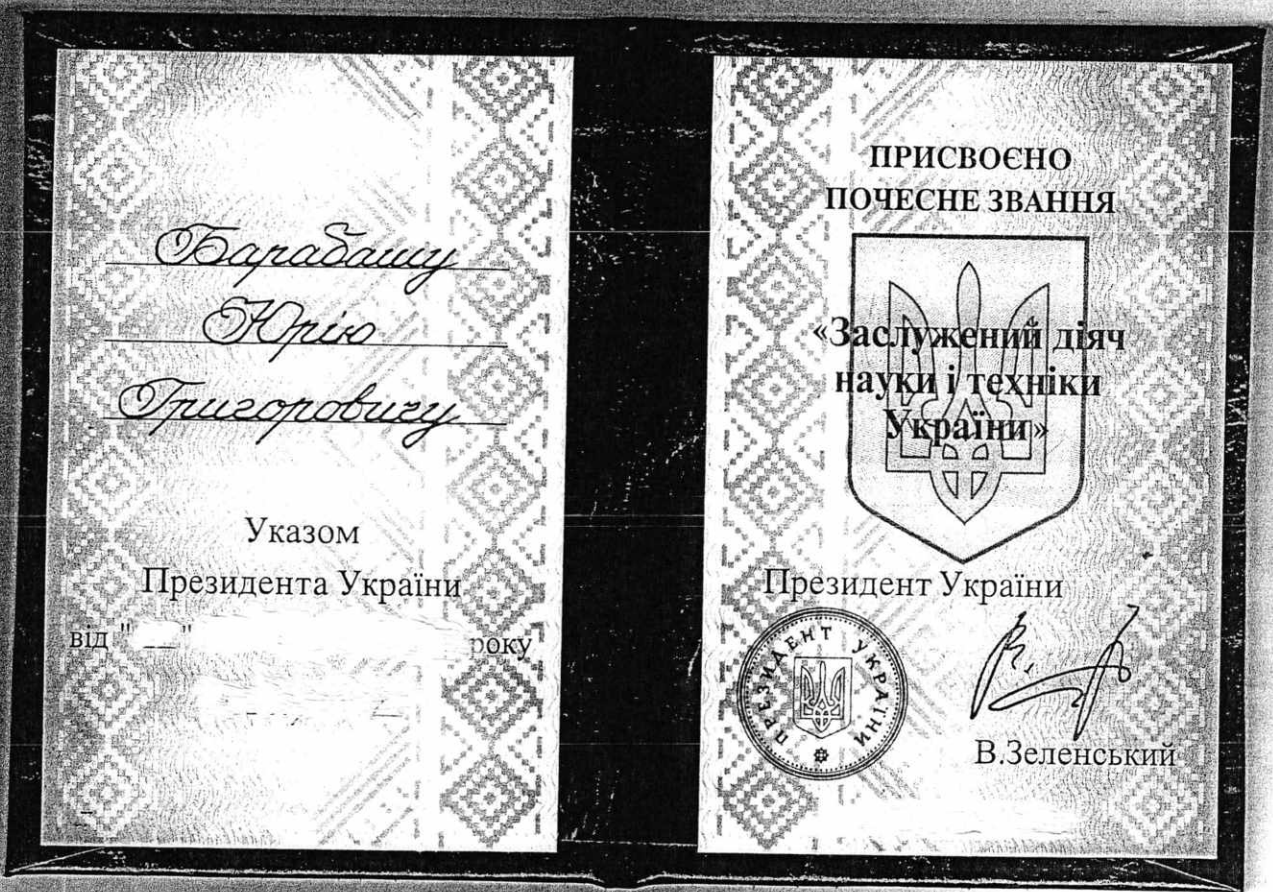 Барабашу
Юрію
Григоровичу
Указом
Президента України
від "__" року
ПРИСВОЄНО
ПОЧЕСНЕ ЗВАННЯ
«Заслужений діяч
науки і техніки
України»
Президент України
ПРЕЗИДЕНТ УКРАЇНИ
В.Зеленський